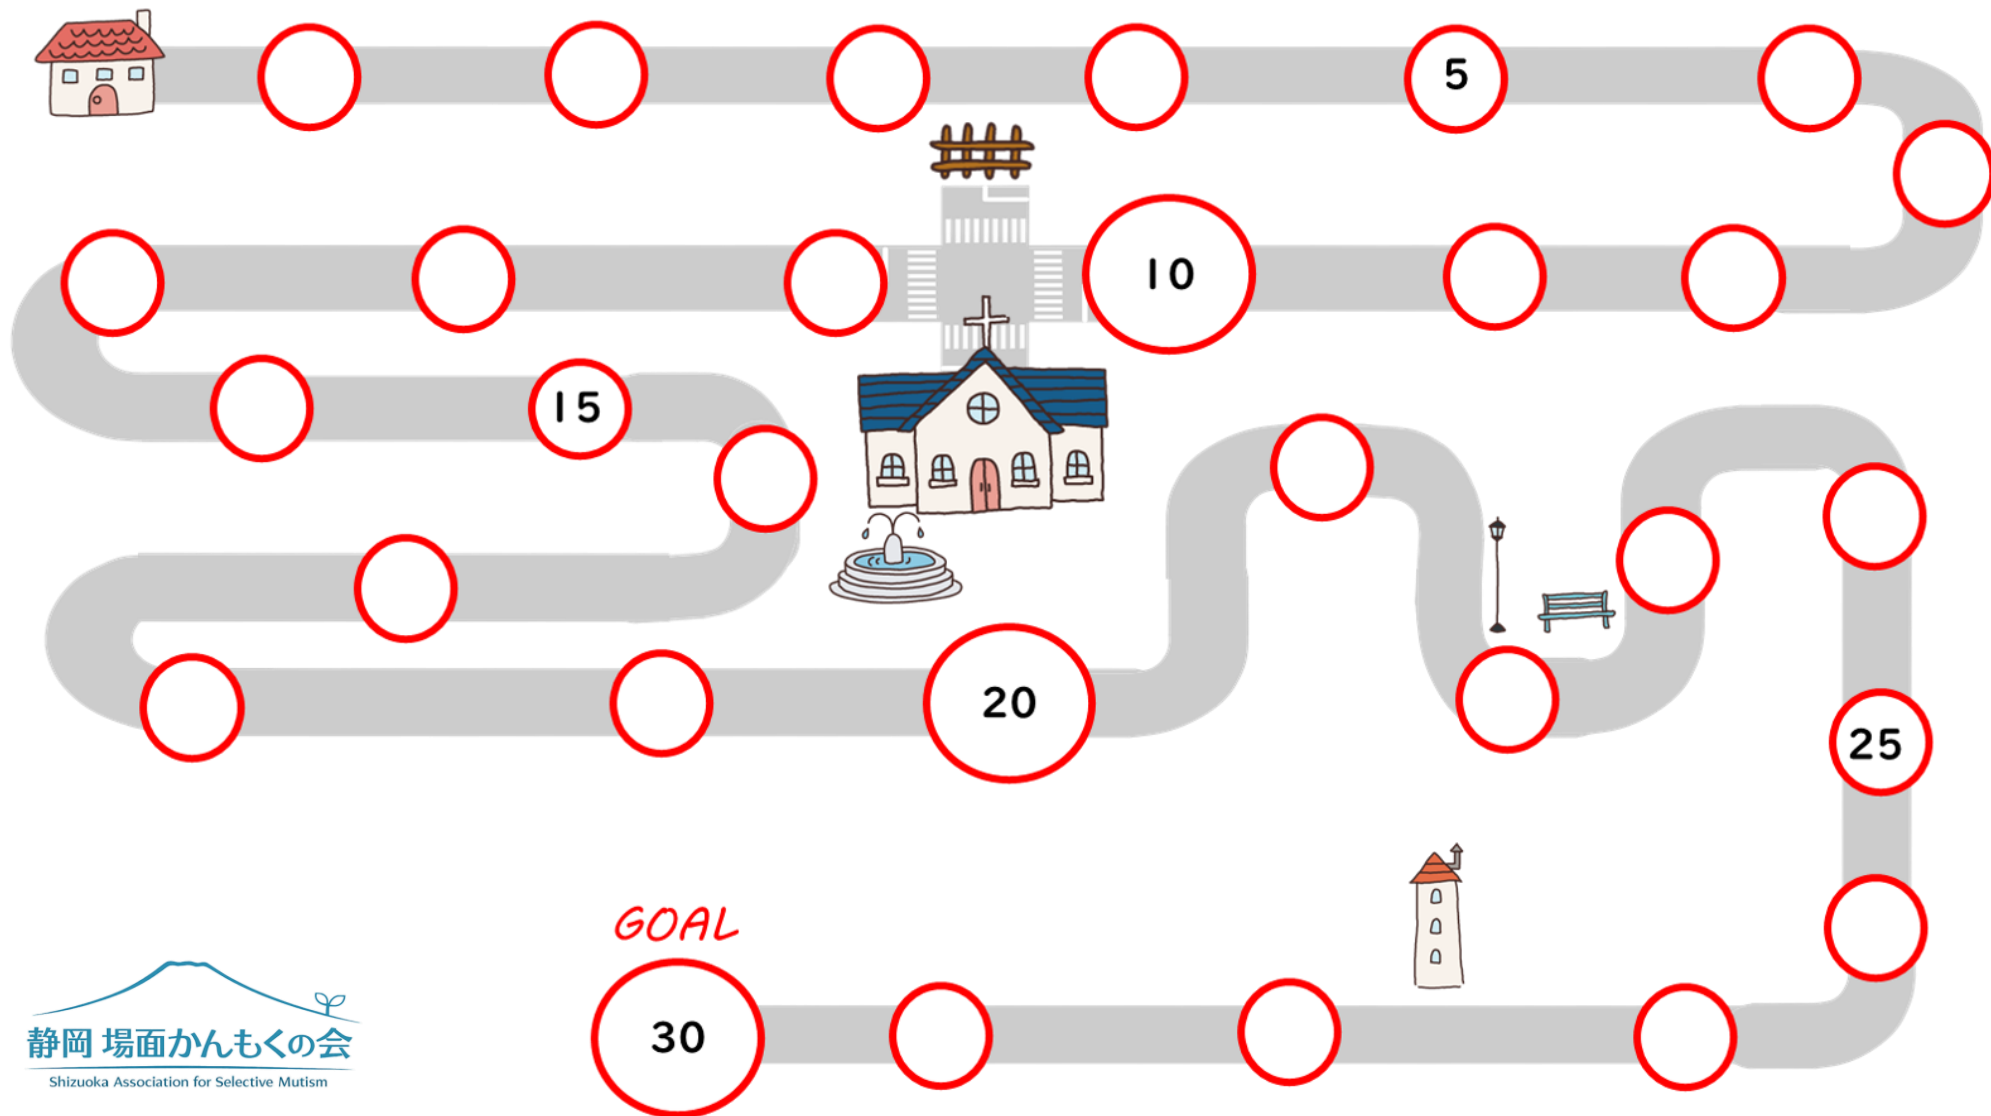 5
10
15
20
25
GOAL
30
静岡 場面かんもくの会
Shizuoka Association for Selective Mutism